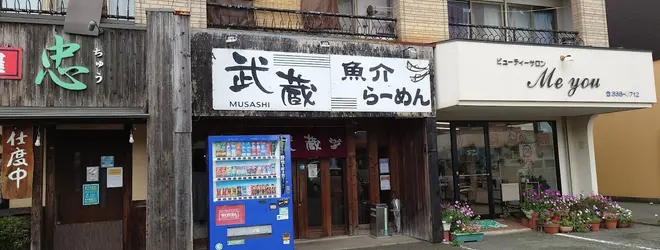 忠
ちゅう
仕度中
武蔵
MUSASHI
魚介
らーめん
蔵
ビューティーサロン
Me you